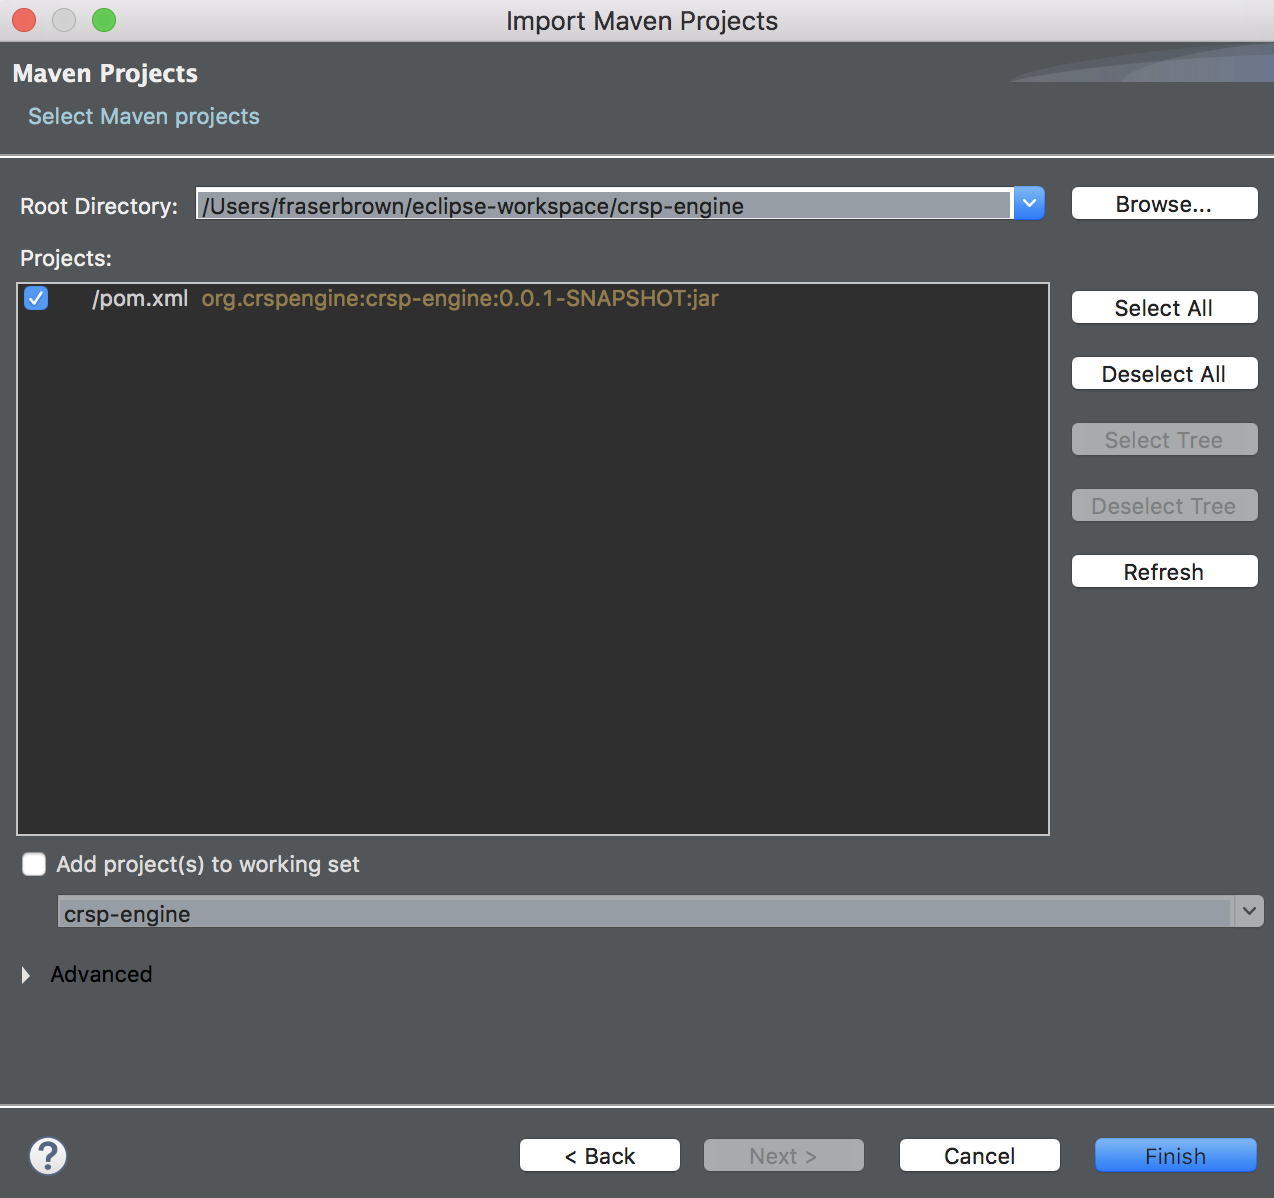 Import Maven Projects
Maven Projects
Select Maven projects
Root Directory: /Users/fraserbrown/eclipse-workspace/crsp-engine Browse...
Projects:
/pom.xml org.crspengine:crsp-engine:0.0.1-SNAPSHOT:jar
Select All
Deselect All
Select Tree
Deselect Tree
Refresh
Add project(s) to working set
crsp-engine
Advanced
? < Back Next > Cancel Finish